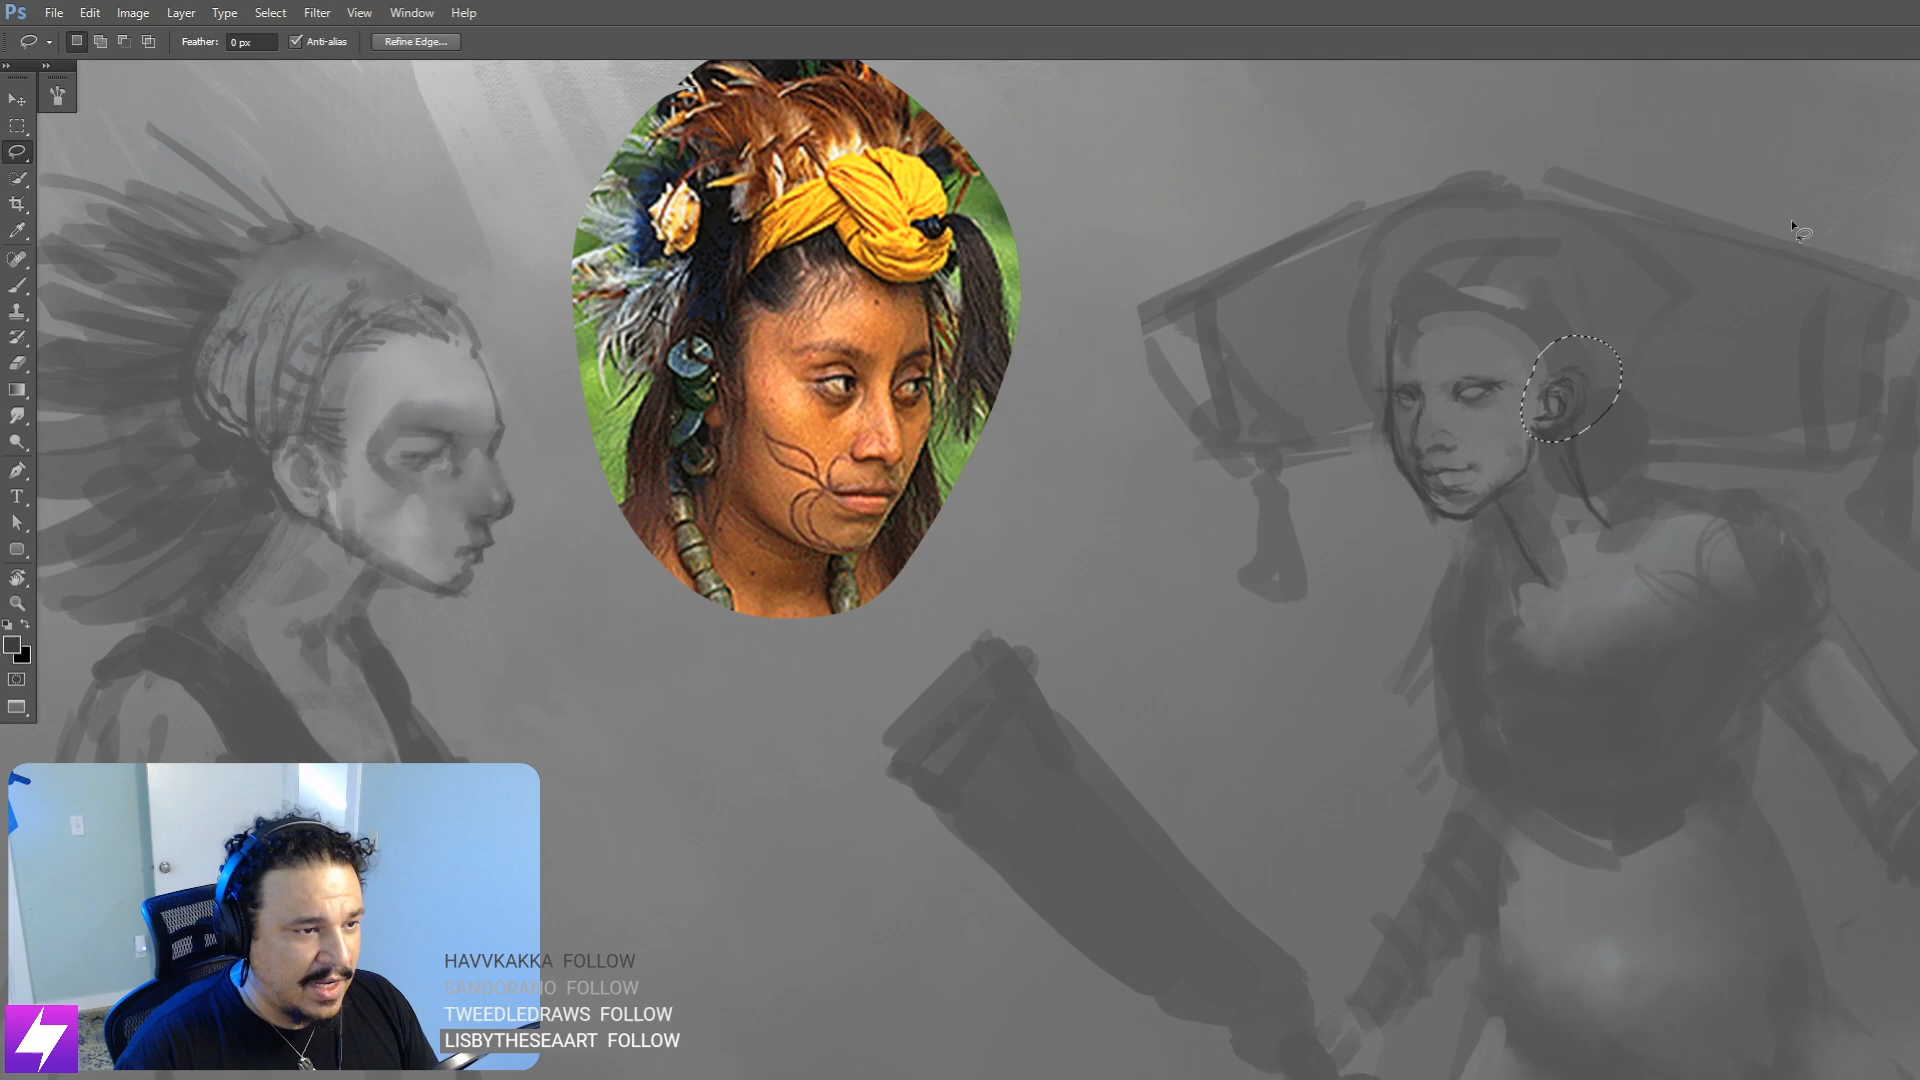 Ps File Edit Image Layer Type Select Filter View Window Help
Feather: 0 px Anti-alias Refine Edge...
T
HAVVKAKKA FOLLOW
SANOORANO FOLLOW
TWEEDLEDRAWS FOLLOW
LISBYTHESEAART FOLLOW